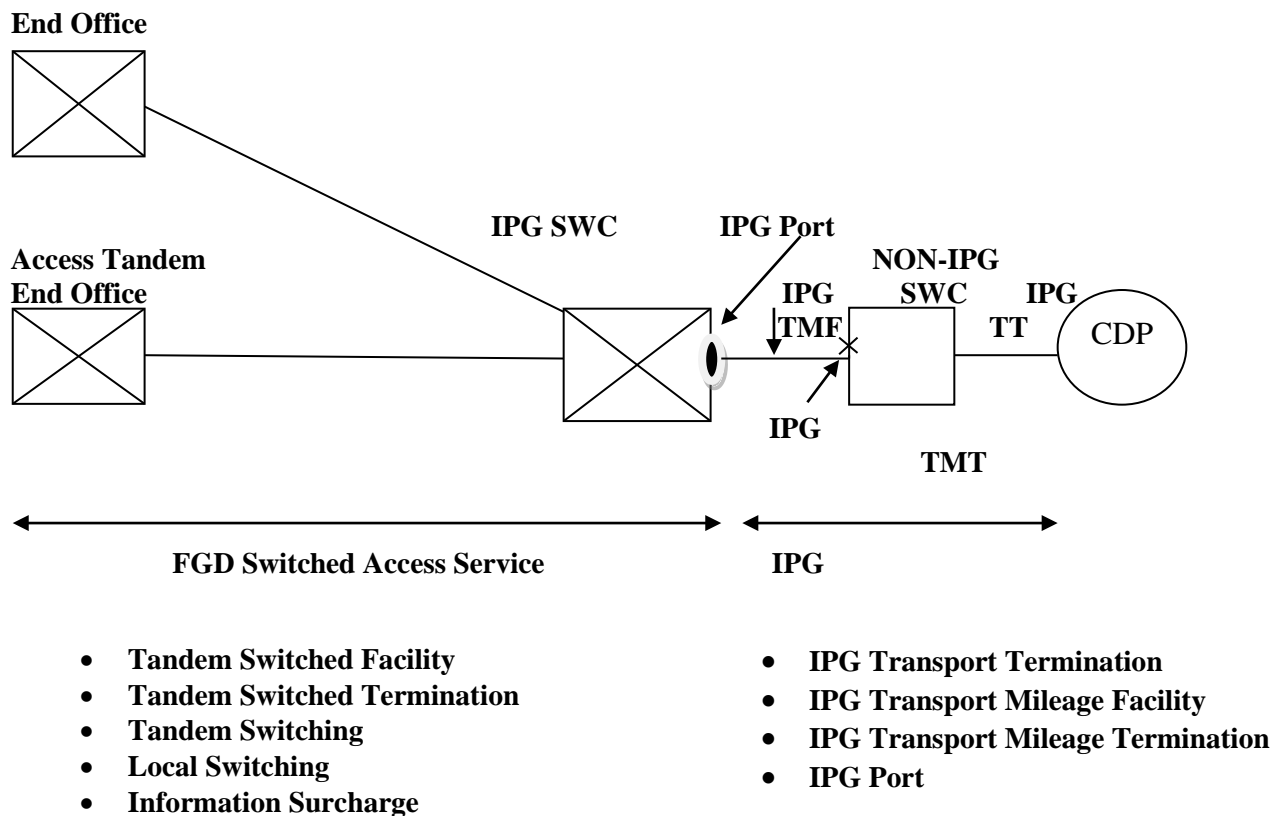 End Office
IPG SWC
IPG Port
Access Tandem
End Office
NON-IPG
SWC
IPG
TMF
IPG
TT
CDP
IPG
TMT
FGD Switched Access Service
IPG
• Tandem Switched Facility
• Tandem Switched Termination
• Tandem Switching
• Local Switching
• Information Surcharge
• IPG Transport Termination
• IPG Transport Mileage Facility
• IPG Transport Mileage Termination
• IPG Port